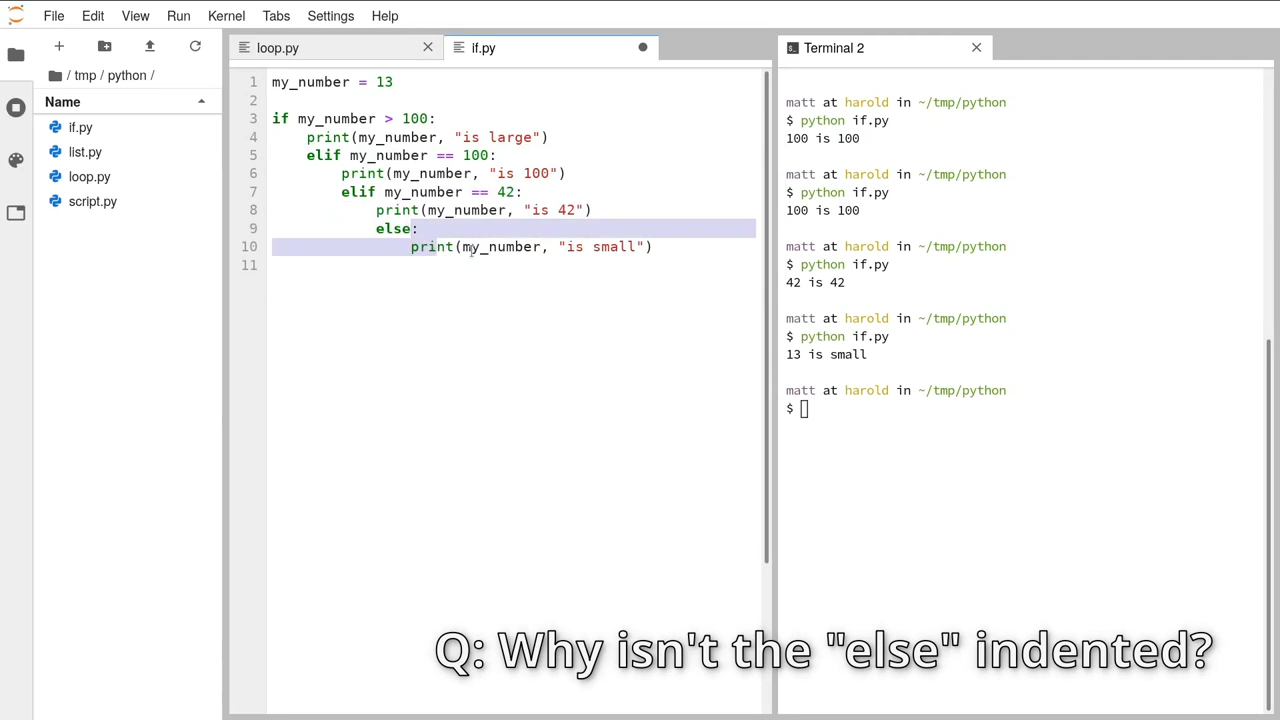 File Edit View Run Kernel Tabs Settings Help
/ tmp / python /
Name
if.py
list.py
loop.py
script.py
loop.py
if.py
1 my_number = 13
2
3 if my_number > 100:
4 print(my_number, "is large")
5 elif my_number == 100:
6 print(my_number, "is 100")
7 elif my_number == 42:
8 print(my_number, "is 42")
9 else:
10 print(my_number, "is small")
11
Terminal 2
matt at harold in ~/tmp/python
$ python if.py
100 is 100
matt at harold in ~/tmp/python
$ python if.py
100 is 100
matt at harold in ~/tmp/python
$ python if.py
42 is 42
matt at harold in ~/tmp/python
$ python if.py
13 is small
matt at harold in ~/tmp/python
$
Q: Why isn't the "else" indented?